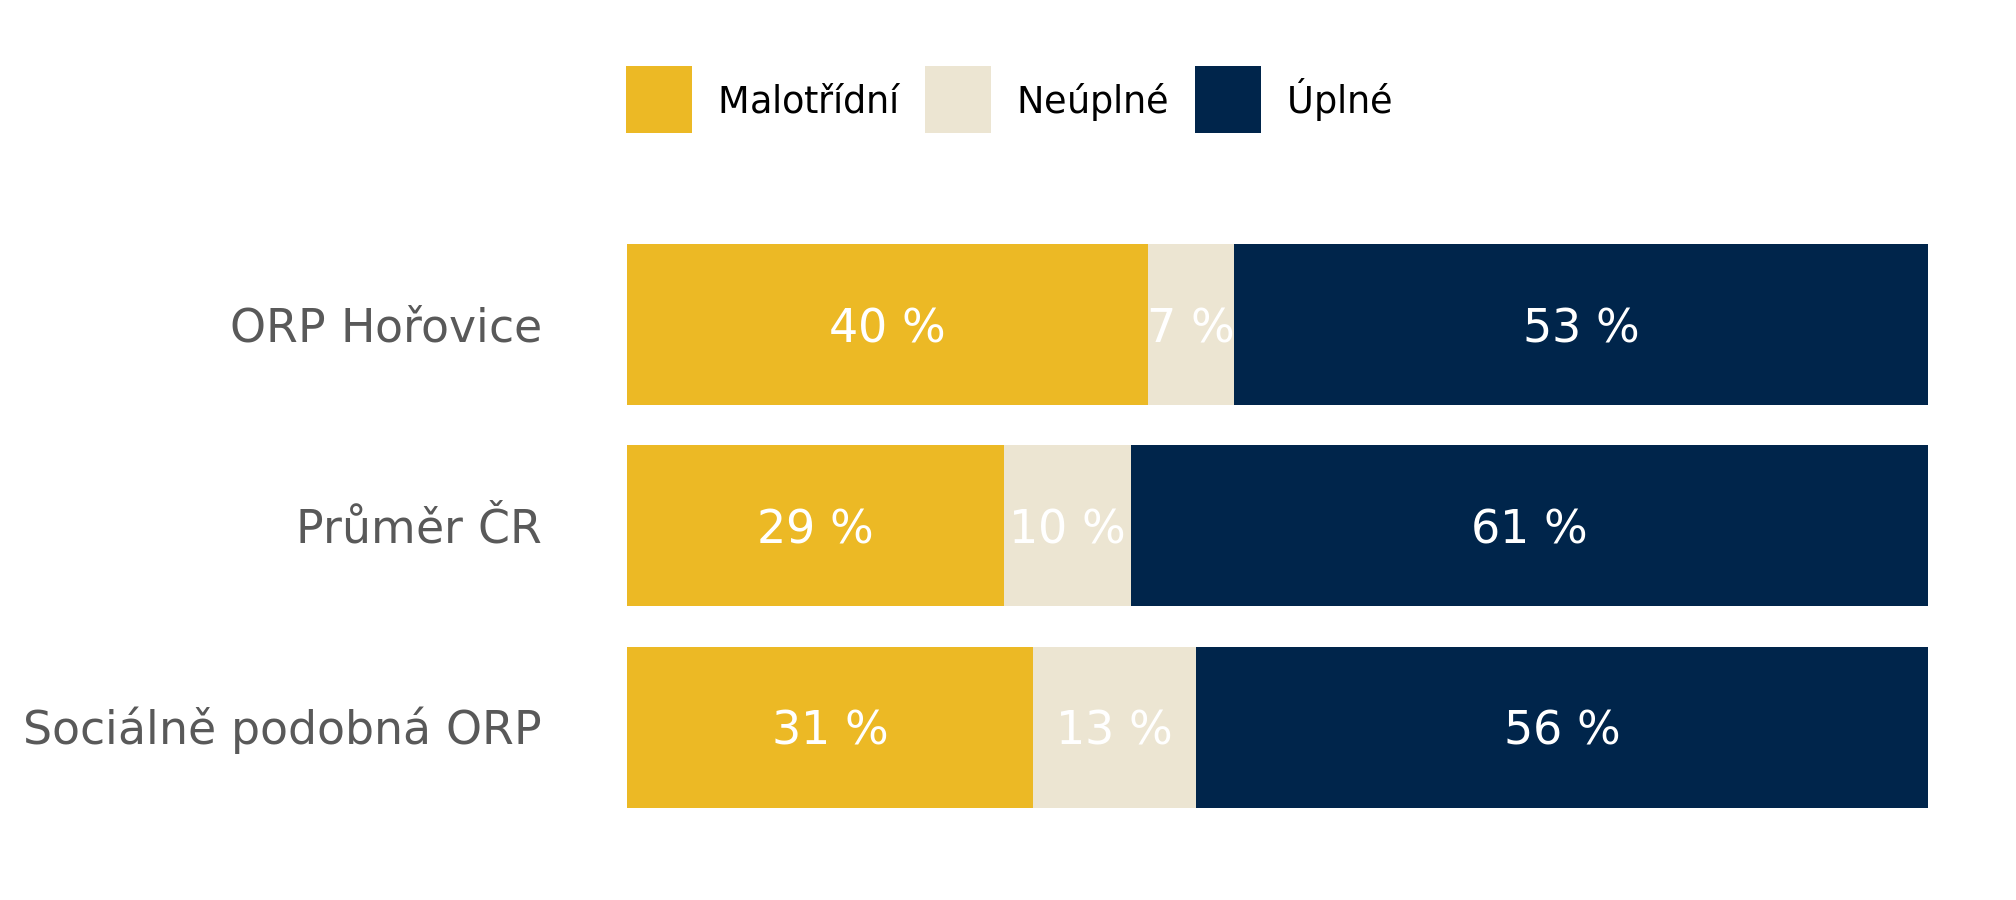 Malotřídní Neúplné Úplné
ORP Hořovice 40 % 7 % 53 %
Průměr ČR 29 % 10 % 61 %
Sociálně podobná ORP 31 % 13 % 56 %